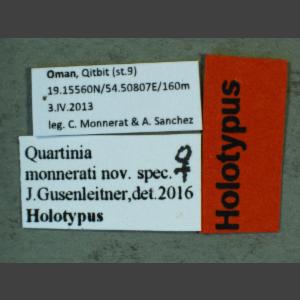 Oman, Qitbit (st.9)
19.15560N/54.50807E/160m
3.IV.2013
leg. C. Monnerat & A. Sanchez
Quartinia ♀
monnerati nov. spec.
J.Gusenleitner,det.2016
Holotypus
Holotypus